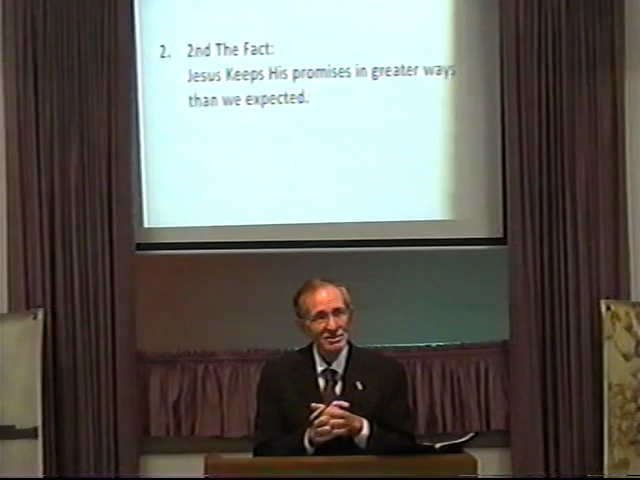 2. 2nd The Fact:
Jesus Keeps His promises in greater ways
than we expected.